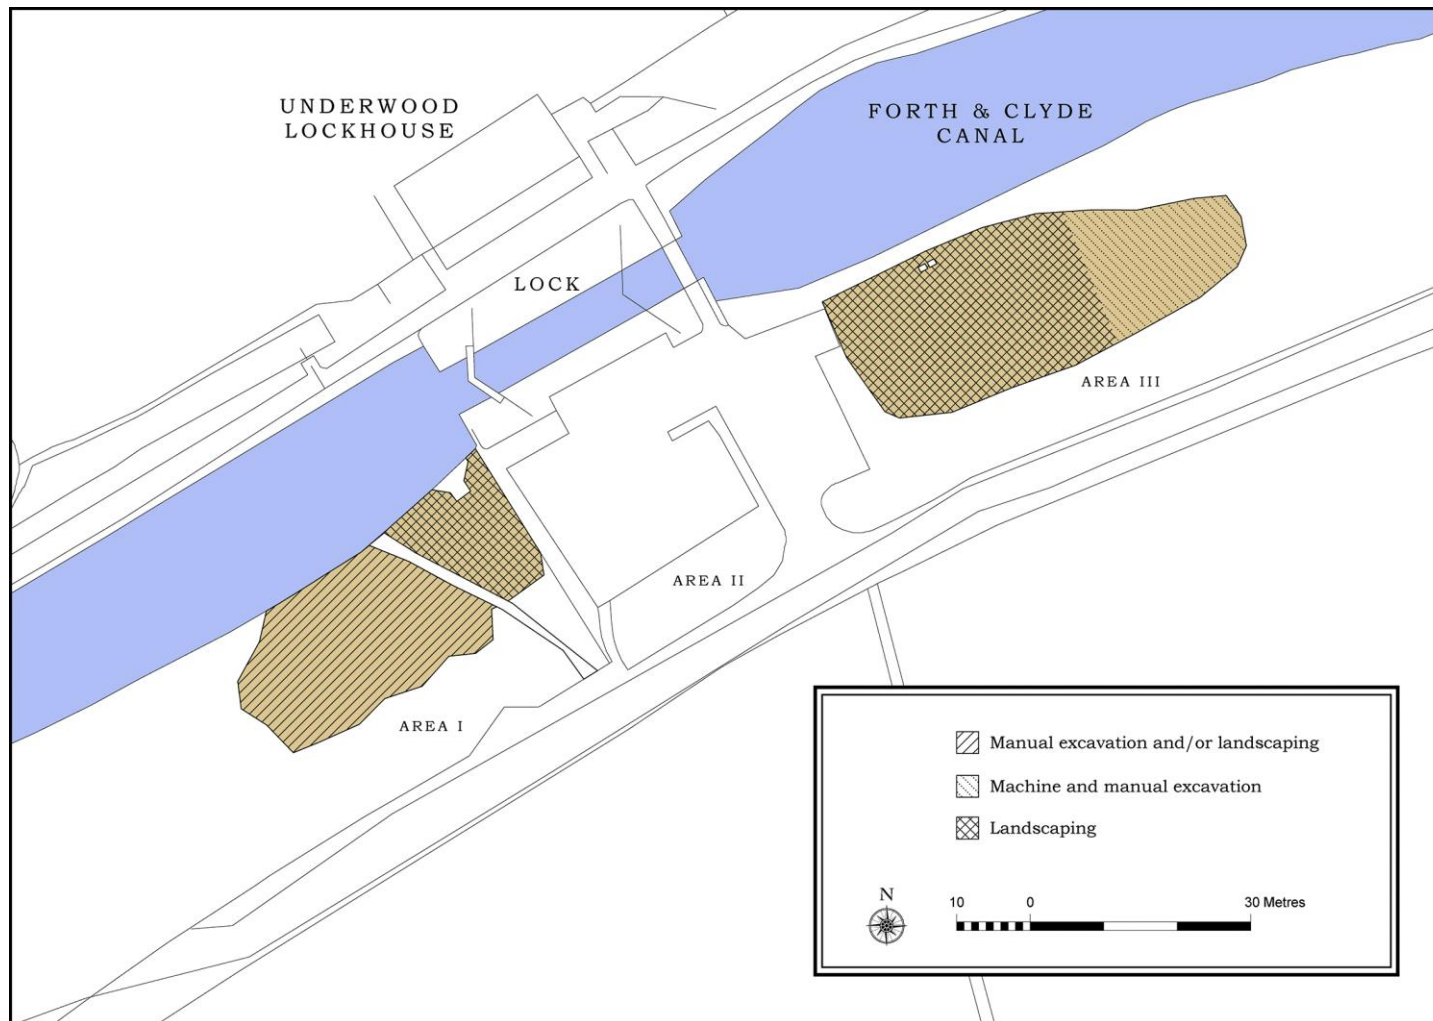 UNDERWOOD
LOCKHOUSE
FORTH & CLYDE
CANAL
LOCK
AREA III
AREA II
AREA I
Manual excavation and/or landscaping
Machine and manual excavation
Landscaping
N
10 0 30 Metres